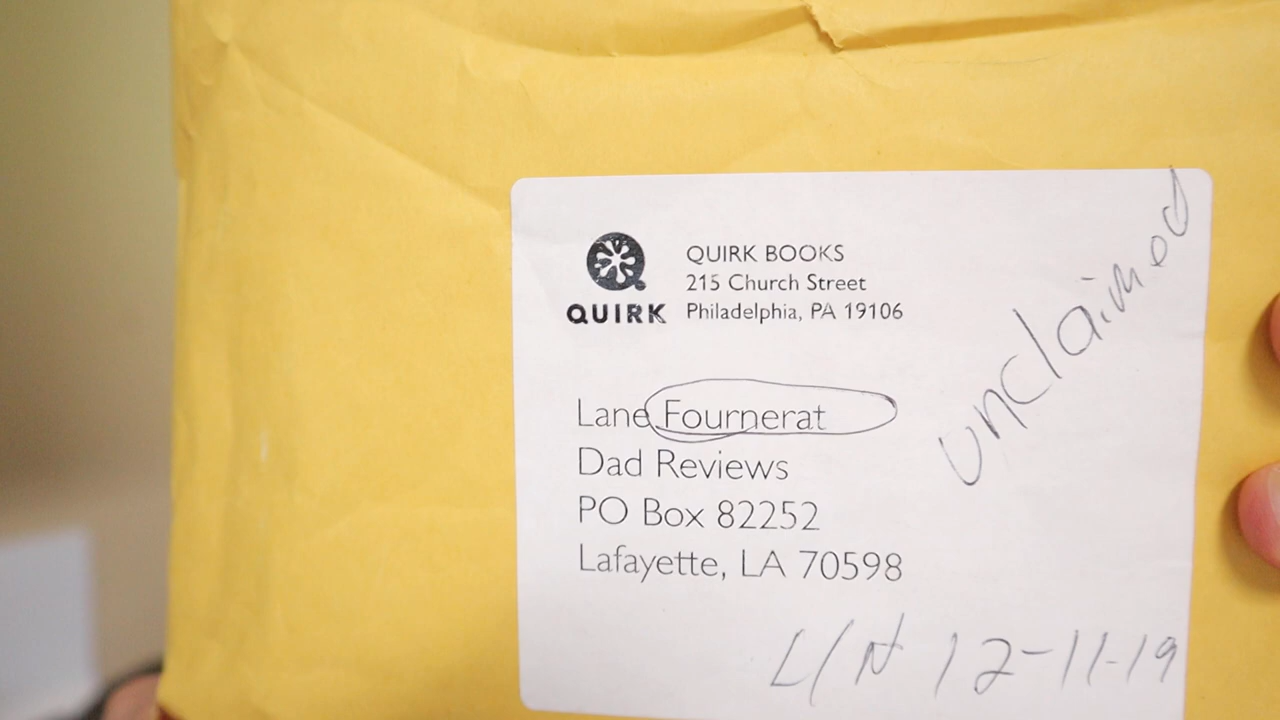 QUIRK
QUIRK BOOKS
215 Church Street
Philadelphia, PA 19106
Lane Fournerat
Dad Reviews
PO Box 82252
Lafayette, LA 70598
unclaimed
L/N 12-11-19